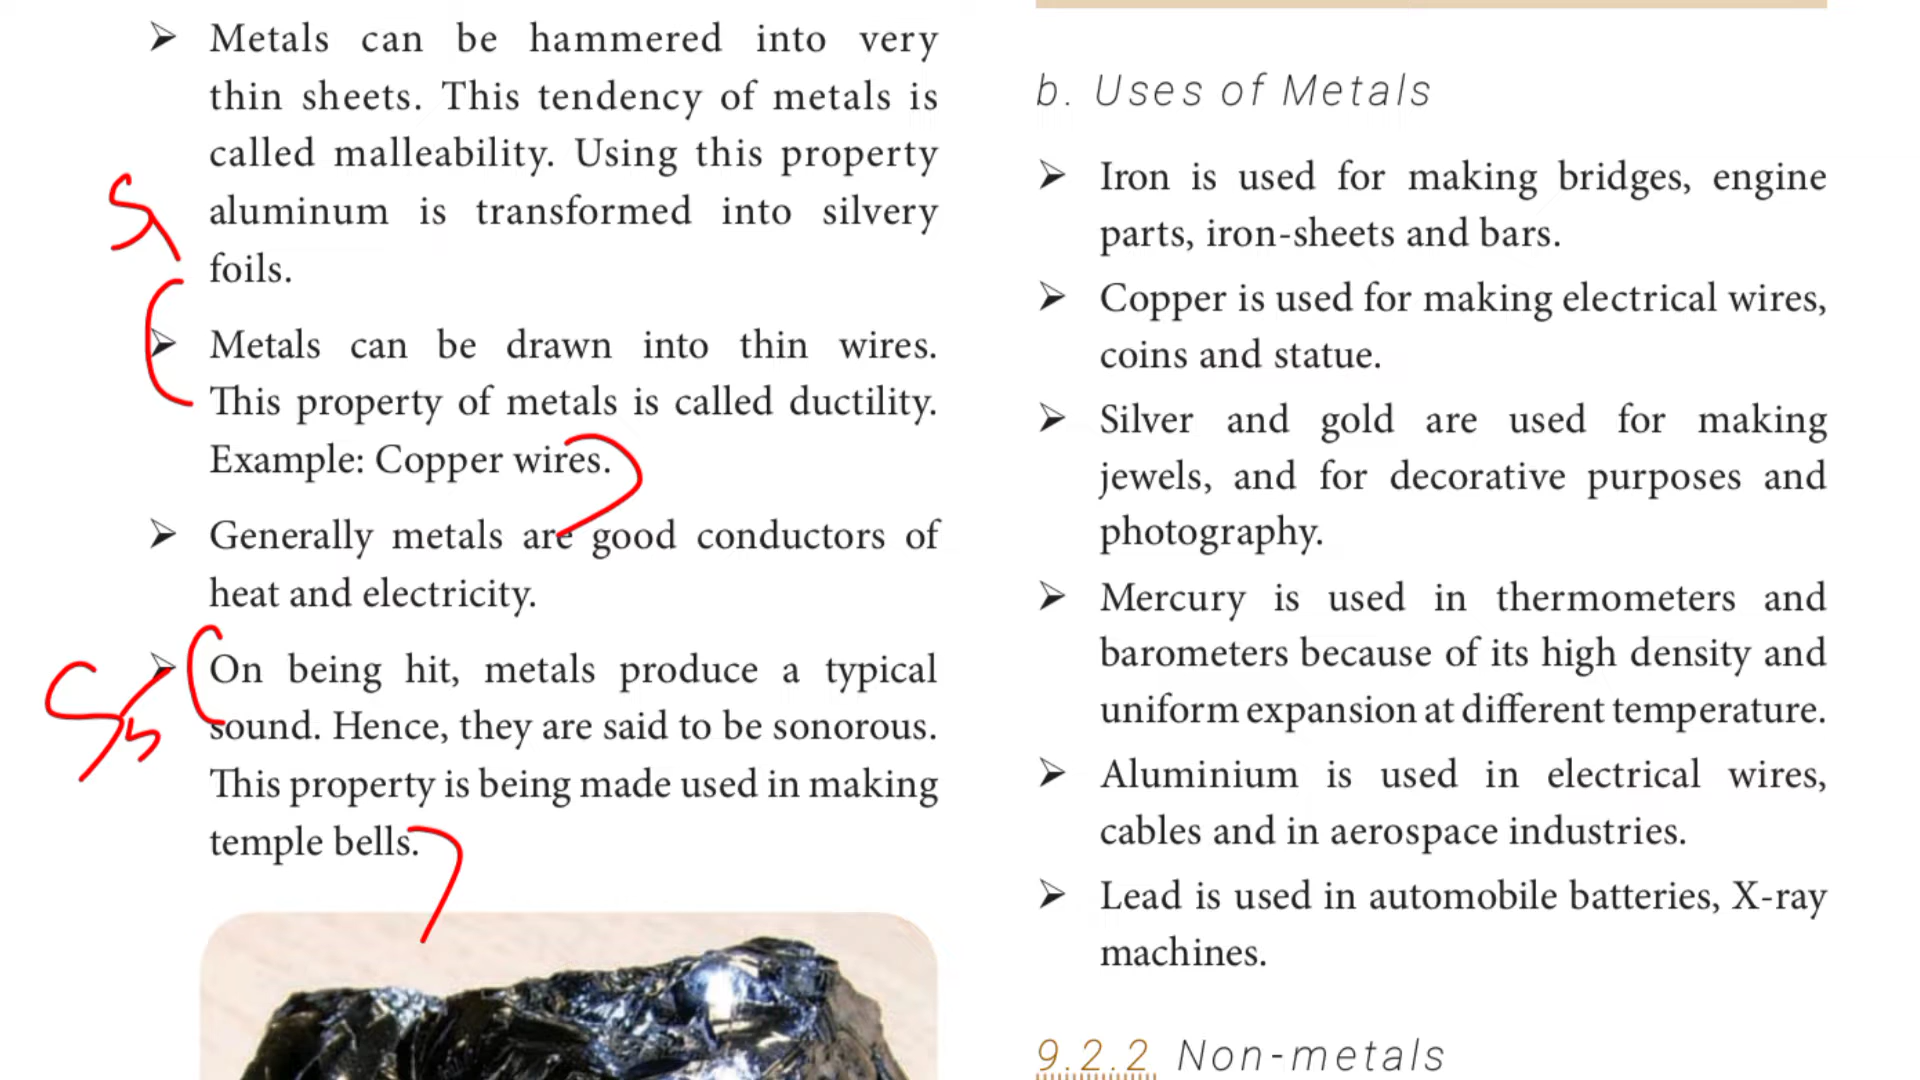 Metals can be hammered into very
thin sheets. This tendency of metals is
called malleability. Using this property
aluminum is transformed into silvery
foils.
Metals can be drawn into thin wires.
This property of metals is called ductility.
Example: Copper wires.
Generally metals are good conductors of
heat and electricity.
On being hit, metals produce a typical
sound. Hence, they are said to be sonorous.
This property is being made used in making
temple bells.
b. Uses of Metals
Iron is used for making bridges, engine
parts, iron-sheets and bars.
Copper is used for making electrical wires,
coins and statue.
Silver and gold are used for making
jewels, and for decorative purposes and
photography.
Mercury is used in thermometers and
barometers because of its high density and
uniform expansion at different temperature.
Aluminium is used in electrical wires,
cables and in aerospace industries.
Lead is used in automobile batteries, X-ray
machines.
9.2.2 Non-metals